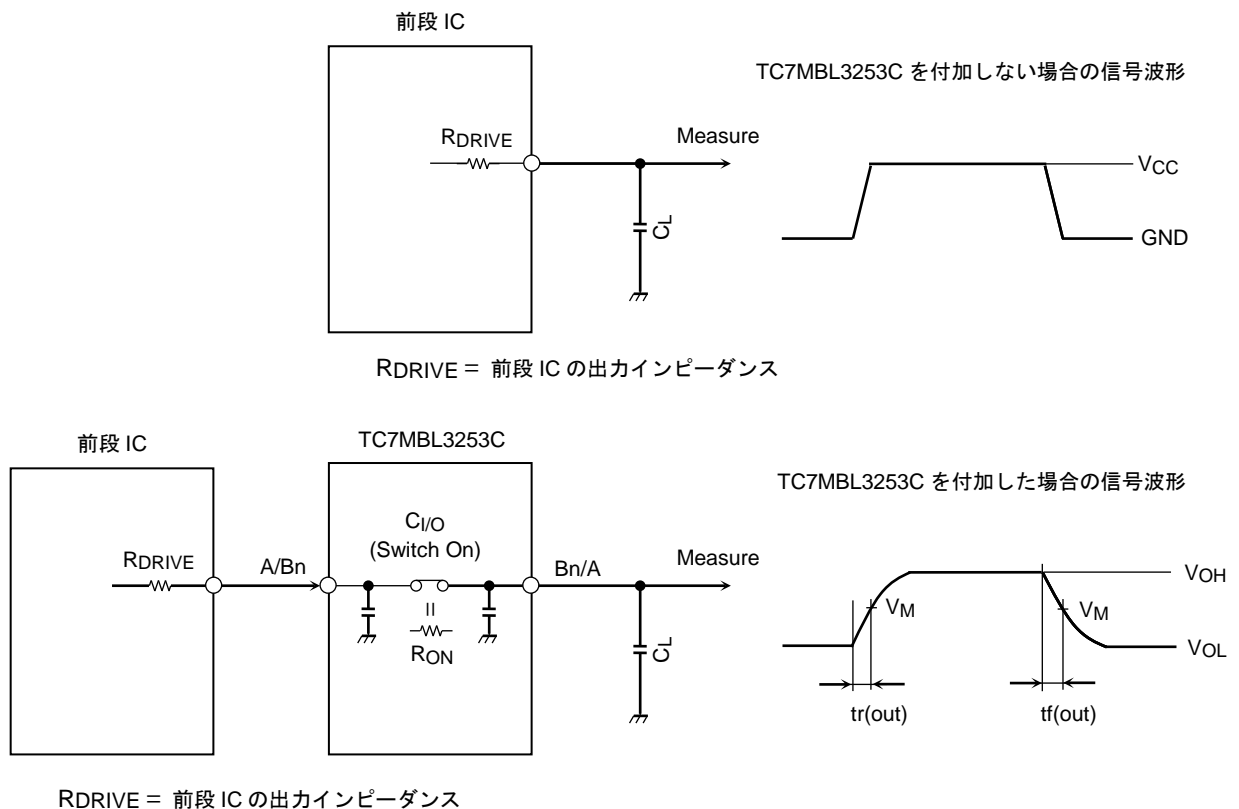 前段 IC
TC7MBL3253C を付加しない場合の信号波形
RDRIVE
Measure
CL
VCC
GND
RDRIVE = 前段 IC の出力インピーダンス
前段 IC
TC7MBL3253C
TC7MBL3253C を付加した場合の信号波形
CI/O
(Switch On)
RDRIVE
A/Bn
Bn/A
Measure
RON
CL
VOH
VM
VM
VOL
tr(out)
tf(out)
RDRIVE = 前段 IC の出力インピーダンス